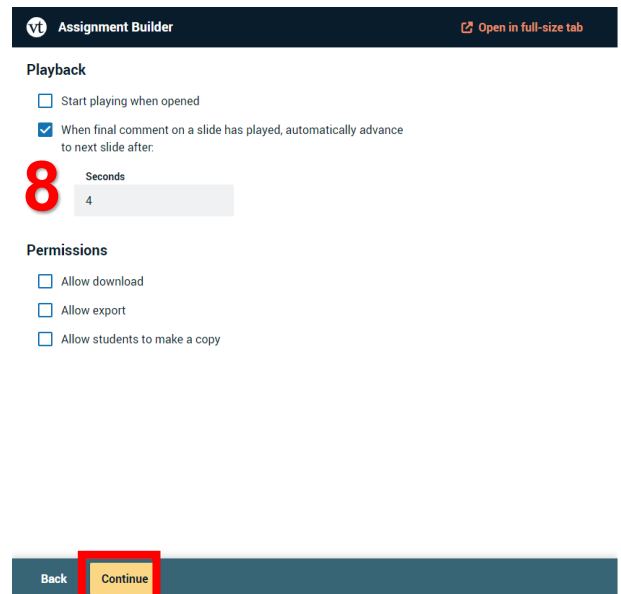 vt Assignment Builder
Open in full-size tab
Playback
Start playing when opened
When final comment on a slide has played, automatically advance
to next slide after:
8
Seconds
4
Permissions
Allow download
Allow export
Allow students to make a copy
Back
Continue